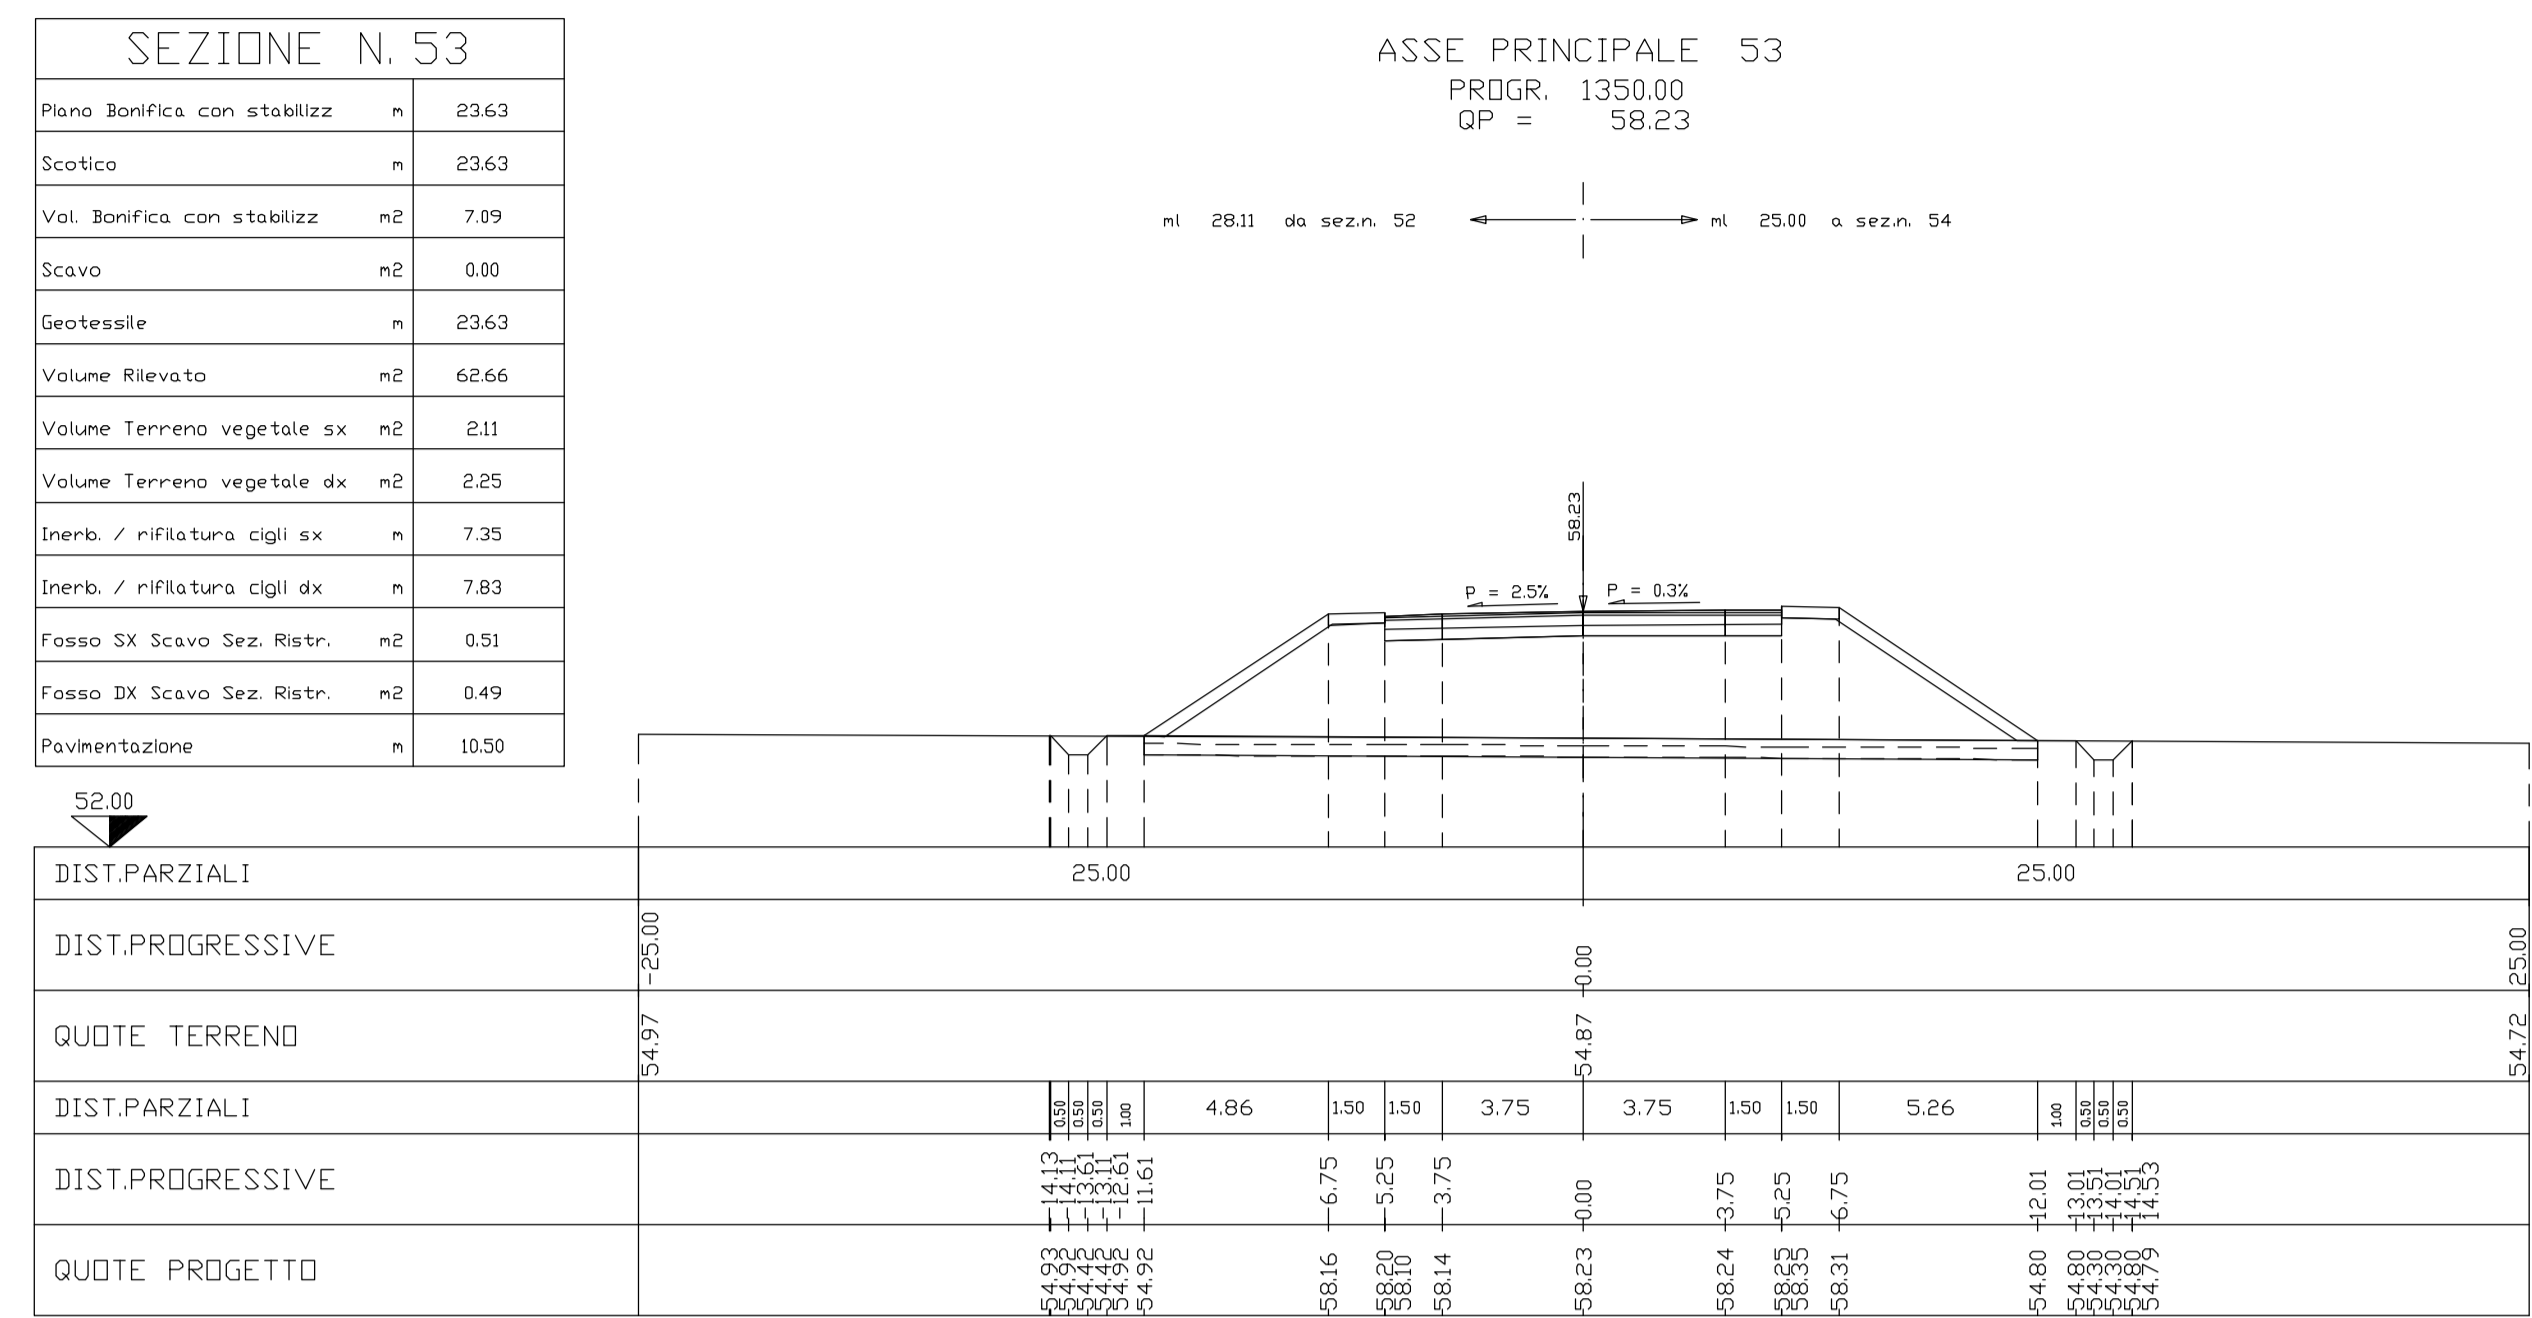 SEZIONE N. 53
Piano Bonifica con stabilizz m 23.63
Scotico m 23.63
Vol. Bonifica con stabilizz m2 7.09
Scavo m2 0.00
Geotessile m 23.63
Volume Rilevato m2 62.66
Volume Terreno vegetale sx m2 2.11
Volume Terreno vegetale dx m2 2.25
Inerb. / rifilatura cigli sx m 7.35
Inerb. / rifilatura cigli dx m 7.83
Fosso SX Scavo Sez. Ristr. m2 0.51
Fosso DX Scavo Sez. Ristr. m2 0.49
Pavimentazione m 10.50
ASSE PRINCIPALE 53
PROGR. 1350.00
QP = 58.23
ml 28.11 da sez.n. 52
ml 25.00 a sez.n. 54
58.23
P = 2.5%
P = 0.3%
52.00
DIST.PARZIALI 25.00 25.00
DIST.PROGRESSIVE -25.00 0.00 25.00
QUOTE TERRENO 54.97 54.87 54.72
DIST.PARZIALI 0.50 0.50 0.50 1.00 4.86 1.50 1.50 3.75 3.75 1.50 1.50 5.26 1.00 0.50 0.50 0.50
DIST.PROGRESSIVE -14.13 -14.11 -13.61 -13.11 -12.61 -11.61 -6.75 -5.25 -3.75 0.00 3.75 5.25 6.75 12.01 13.01 13.51 14.01 14.51 14.53
QUOTE PROGETTO 54.93 54.92 54.42 54.42 54.92 54.92 58.16 58.20 58.10 58.14 58.23 58.24 58.25 58.35 58.31 54.80 54.80 54.30 54.30 54.80 54.79